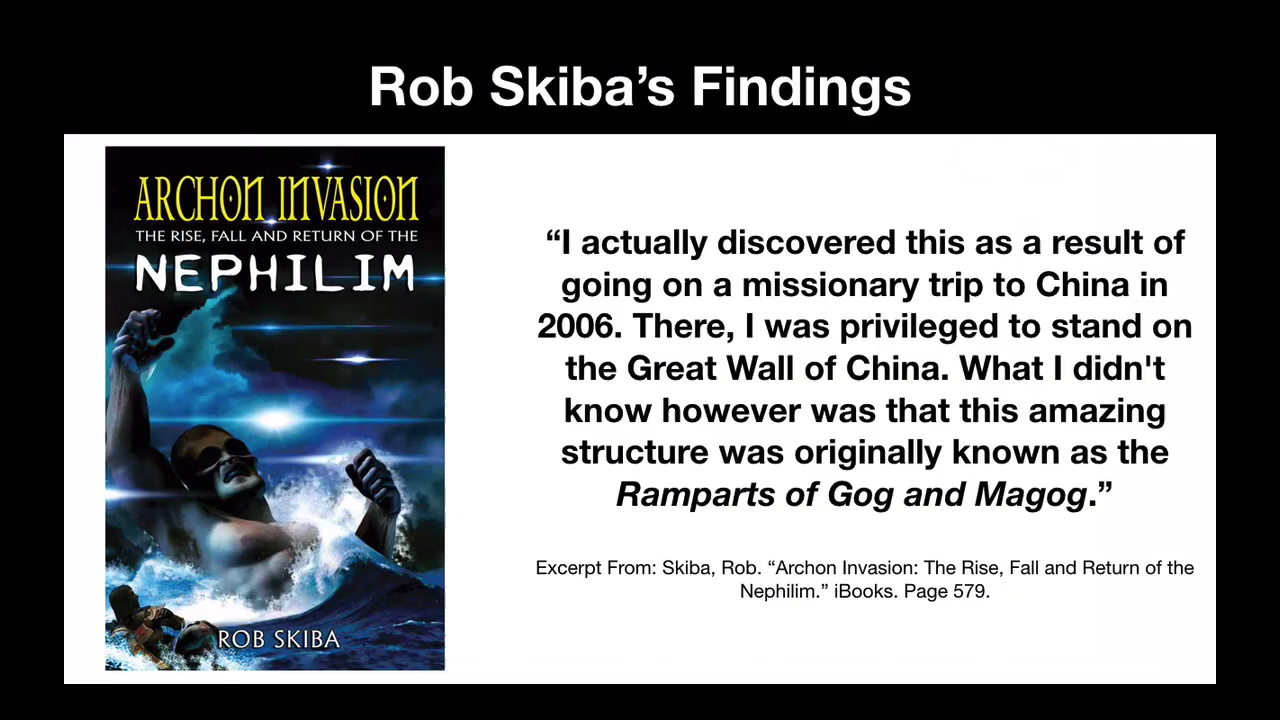 Rob Skiba’s Findings
ARCHON INVASION
THE RISE, FALL AND RETURN OF THE
NEPHILIM
ROB SKIBA
“I actually discovered this as a result of
going on a missionary trip to China in
2006. There, I was privileged to stand on
the Great Wall of China. What I didn't
know however was that this amazing
structure was originally known as the
Ramparts of Gog and Magog.”
Excerpt From: Skiba, Rob. “Archon Invasion: The Rise, Fall and Return of the
Nephilim.” iBooks. Page 579.